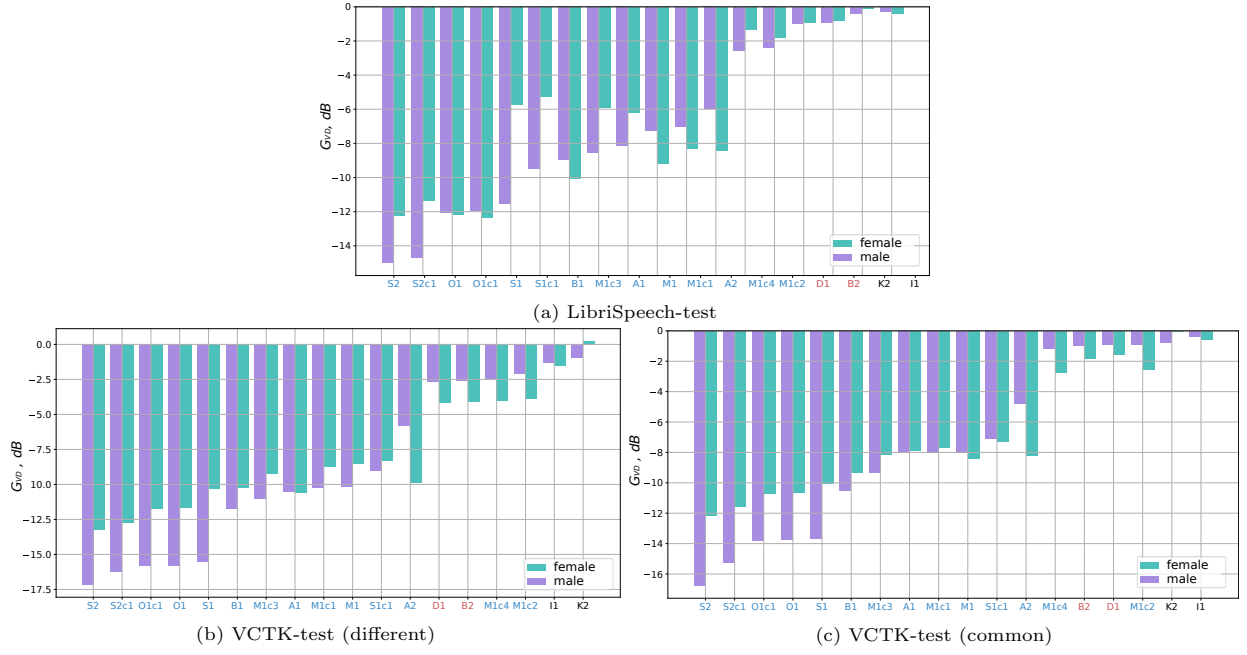 0
−2
−4
−6
−8
−10
−12
−14
G_VD, dB
female
male
S2 S2c1 O1 O1c1 S1 S1c1 B1 M1c3 A1 M1 M1c1 A2 M1c4 M1c2 D1 B2 K2 I1
(a) LibriSpeech-test
0.0
−2.5
−5.0
−7.5
−10.0
−12.5
−15.0
−17.5
G_VD , dB
female
male
S2 S2c1 O1c1 O1 S1 B1 M1c3 A1 M1c1 M1 S1c1 A2 D1 B2 M1c4 M1c2 I1 K2
(b) VCTK-test (different)
0
−2
−4
−6
−8
−10
−12
−14
−16
G_VD , dB
female
male
S2 S2c1 O1c1 O1 S1 B1 M1c3 A1 M1c1 M1 S1c1 A2 M1c4 B2 D1 M1c2 K2 I1
(c) VCTK-test (common)